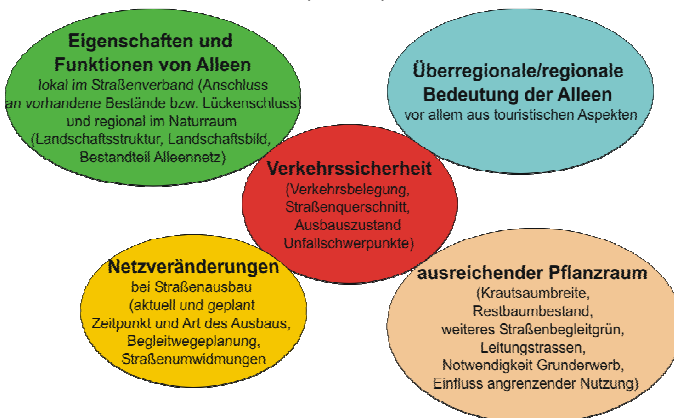 Eigenschaften und
Funktionen von Alleen
lokal im Straßenverband (Anschluss
an vorhandene Bestände bzw. Lückenschluss)
und regional im Naturraum
(Landschaftsstruktur, Landschaftsbild,
Bestandteil Alleennetz)
Überregionale/regionale
Bedeutung der Alleen
vor allem aus touristischen Aspekten
Verkehrssicherheit
(Verkehrsbelegung,
Straßenquerschnitt,
Ausbauzustand
Unfallschwerpunkte)
Netzveränderungen
bei Straßenausbau
(aktuell und geplant
Zeitpunkt und Art des Ausbaus,
Begleitwegeplanung,
Straßenumwidmungen
ausreichender Pflanzraum
(Krautsaumbreite,
Restbaumbestand,
weiteres Straßenbegleitgrün,
Leitungstrassen,
Notwendigkeit Grunderwerb,
Einfluss angrenzender Nutzung)